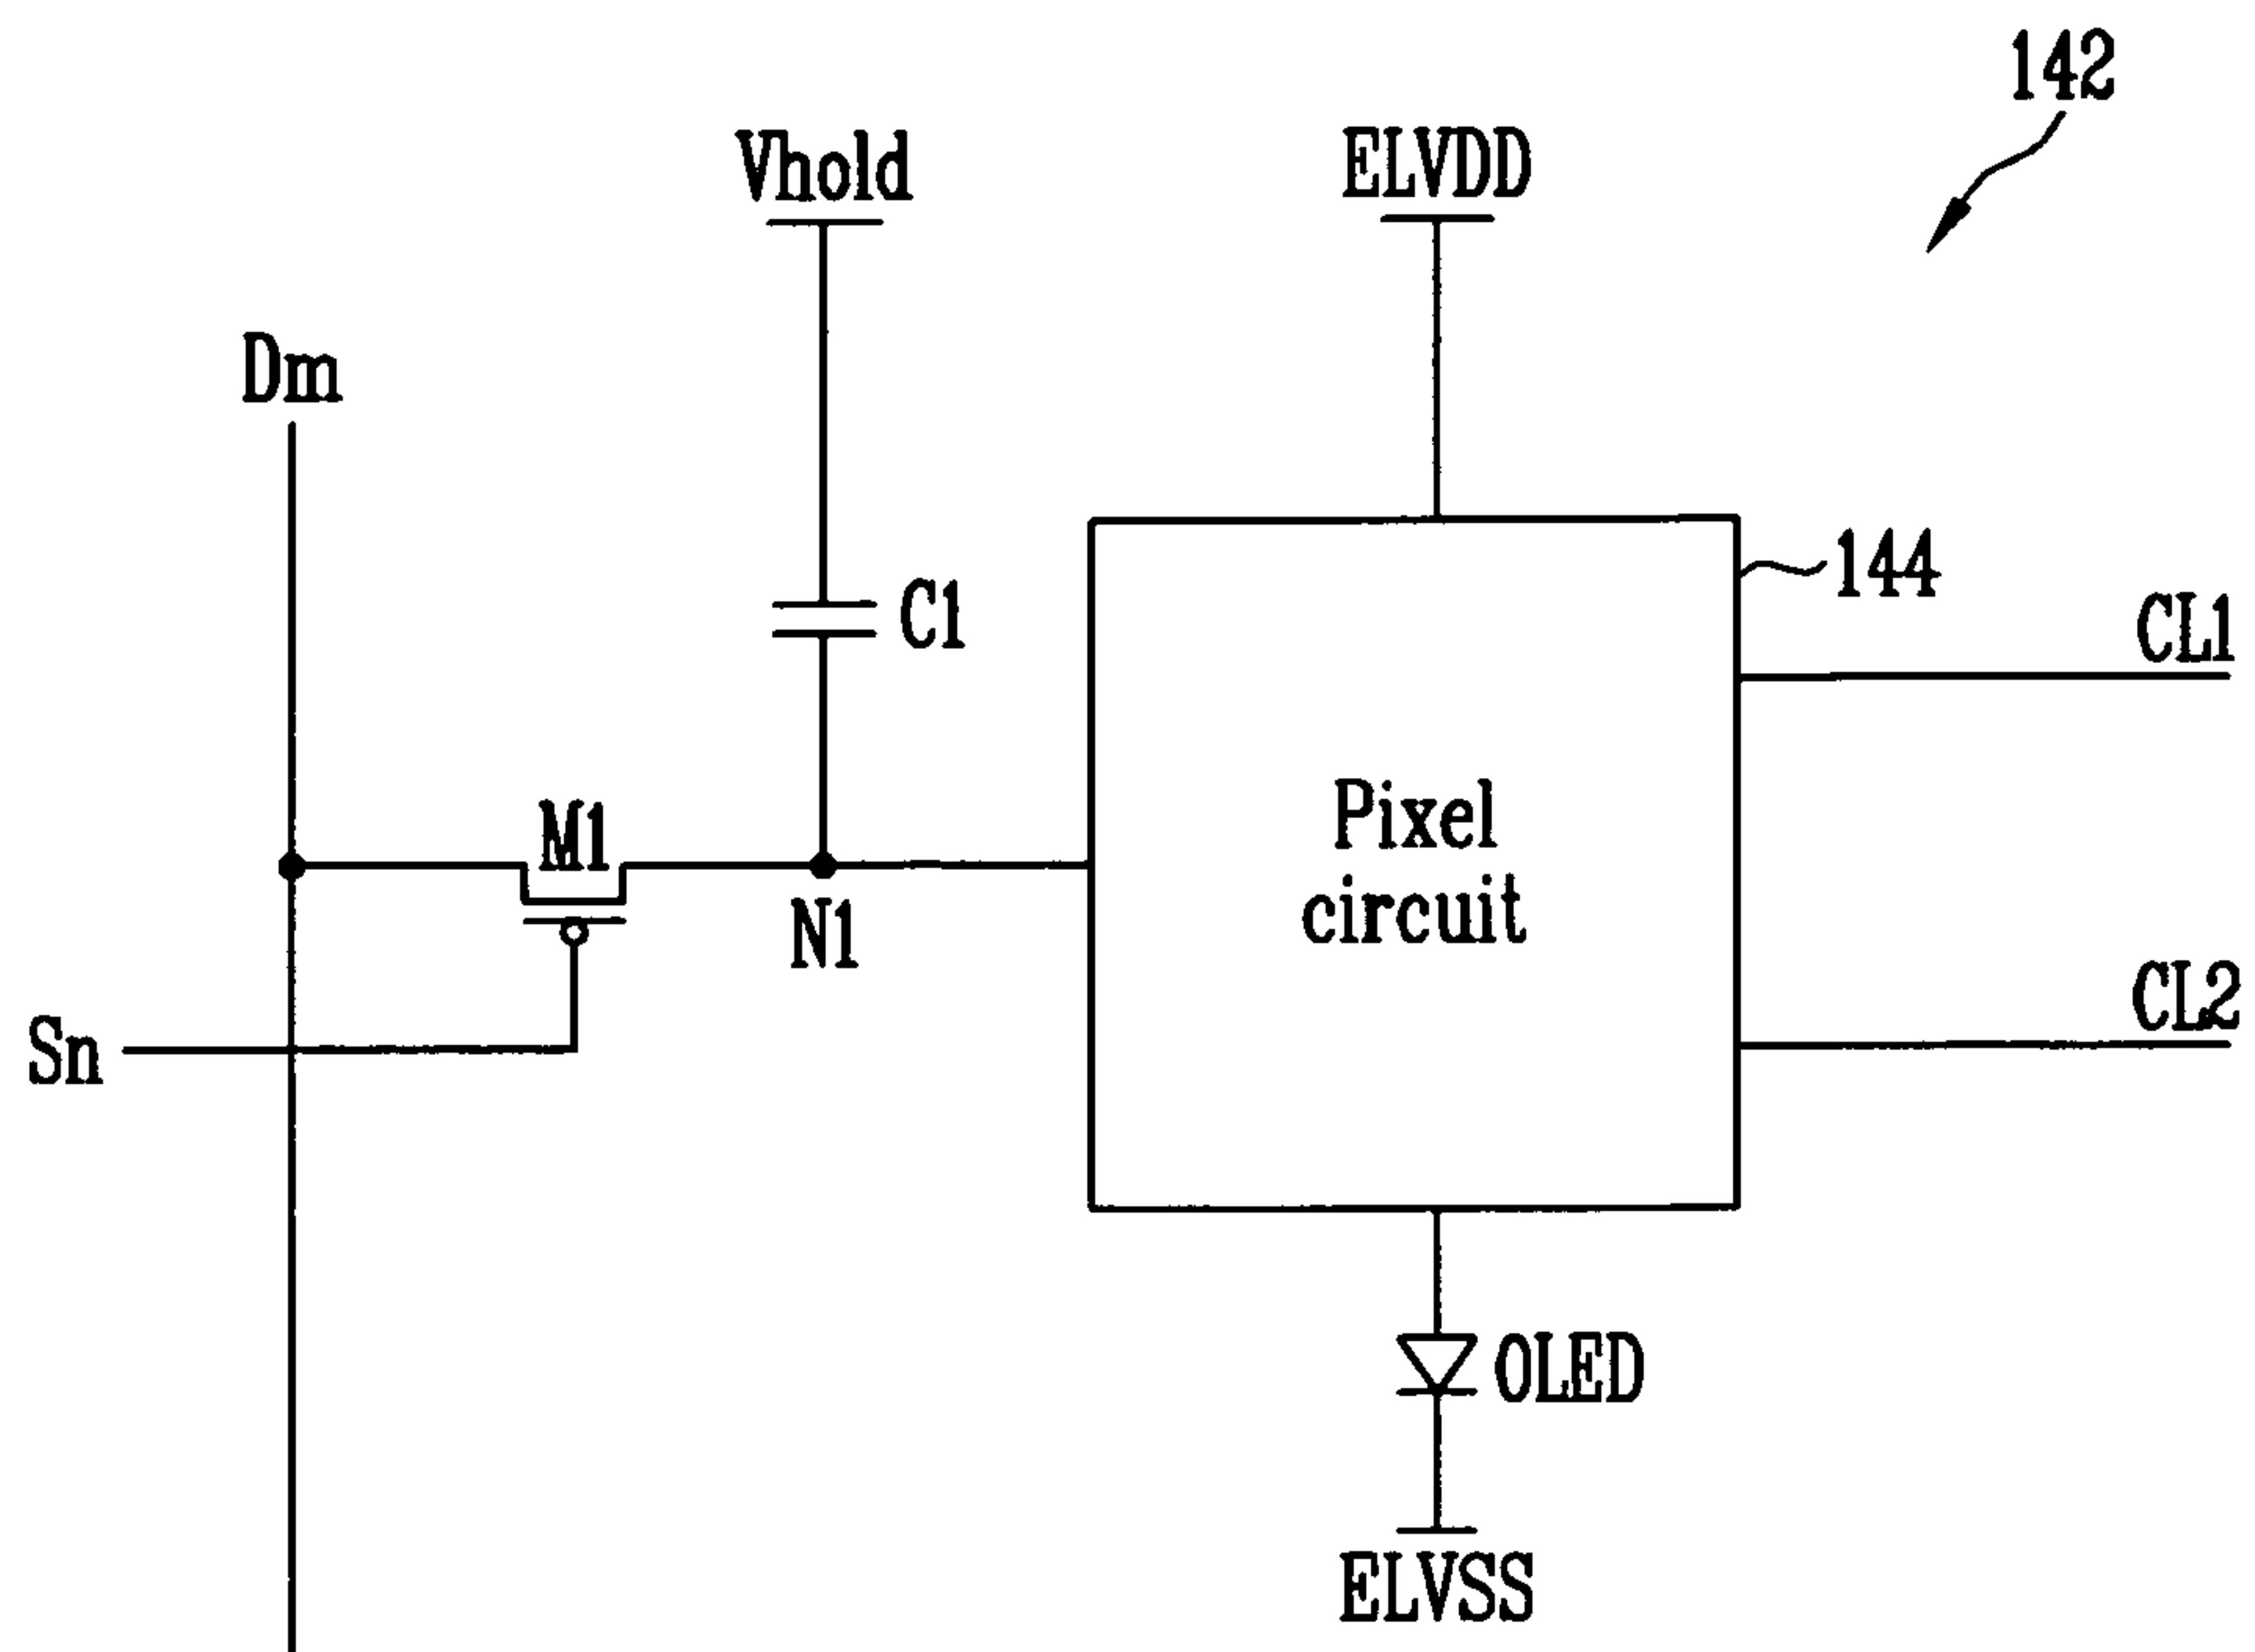 142
Vhold
ELVDD
Dm
144
C1
CL1
M1
Pixel
circuit
N1
CL2
Sn
OLED
ELVSS